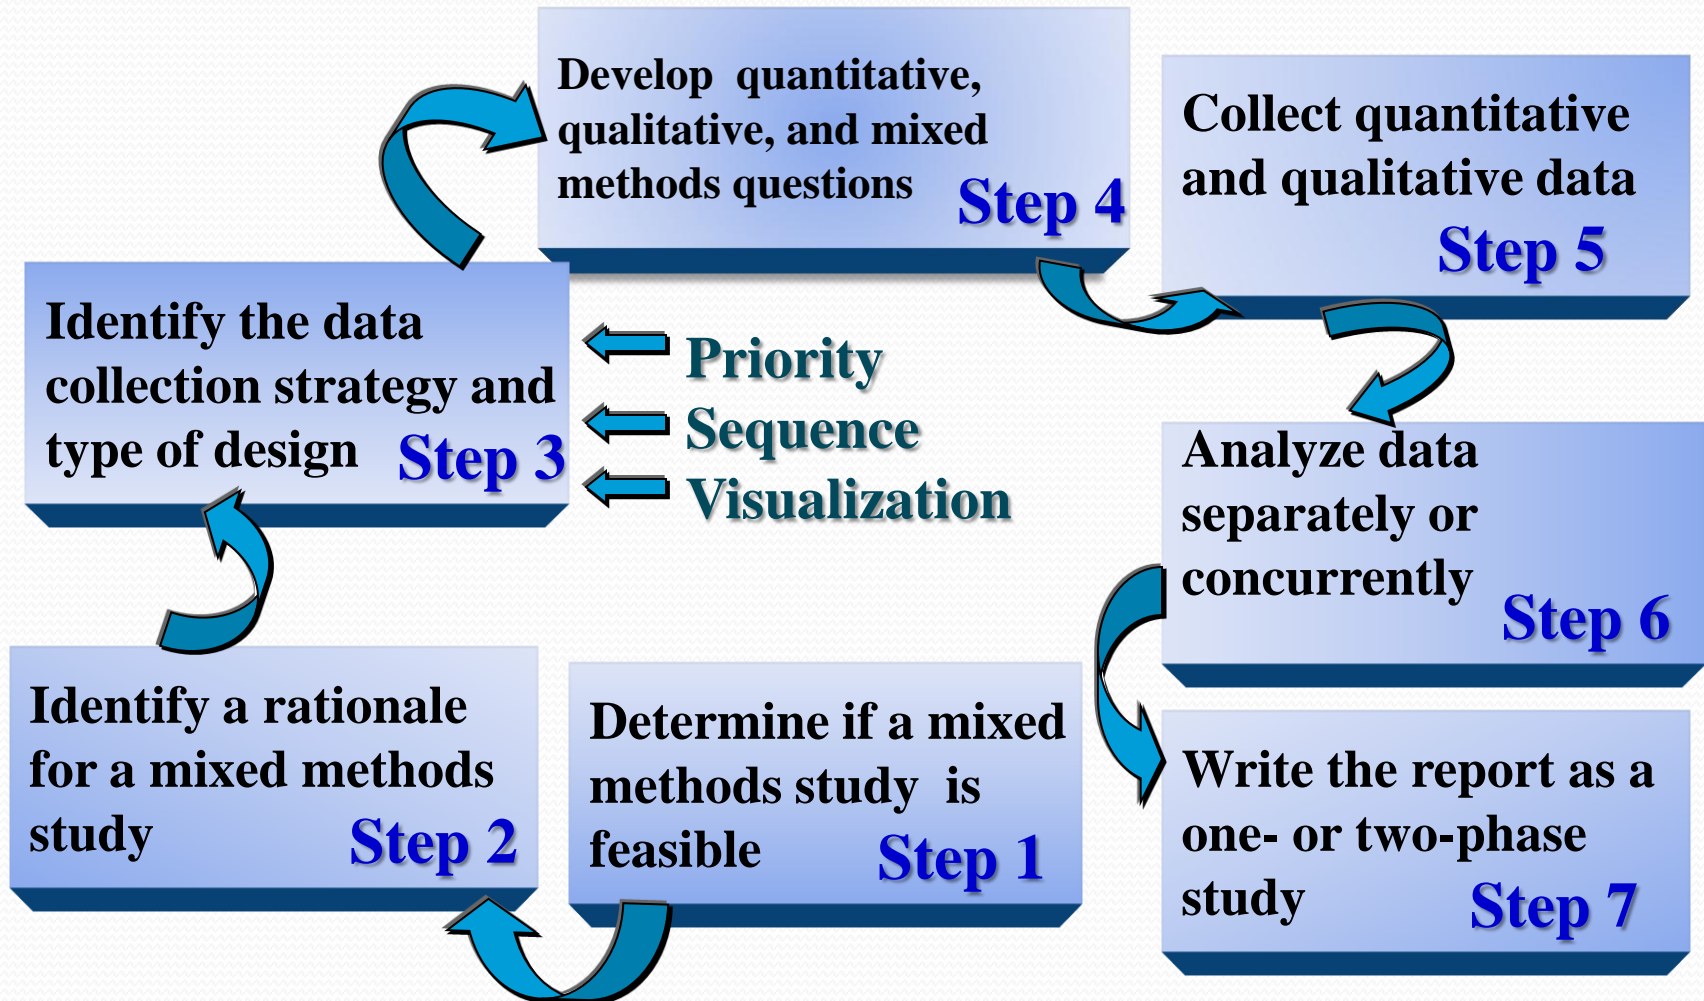 Develop quantitative,
qualitative, and mixed
methods questions
Step 4
Collect quantitative
and qualitative data
Step 5
Identify the data
collection strategy and
type of design
Step 3
Priority
Sequence
Visualization
Analyze data
separately or
concurrently
Step 6
Identify a rationale
for a mixed methods
study
Step 2
Determine if a mixed
methods study is
feasible
Step 1
Write the report as a
one- or two-phase
study
Step 7